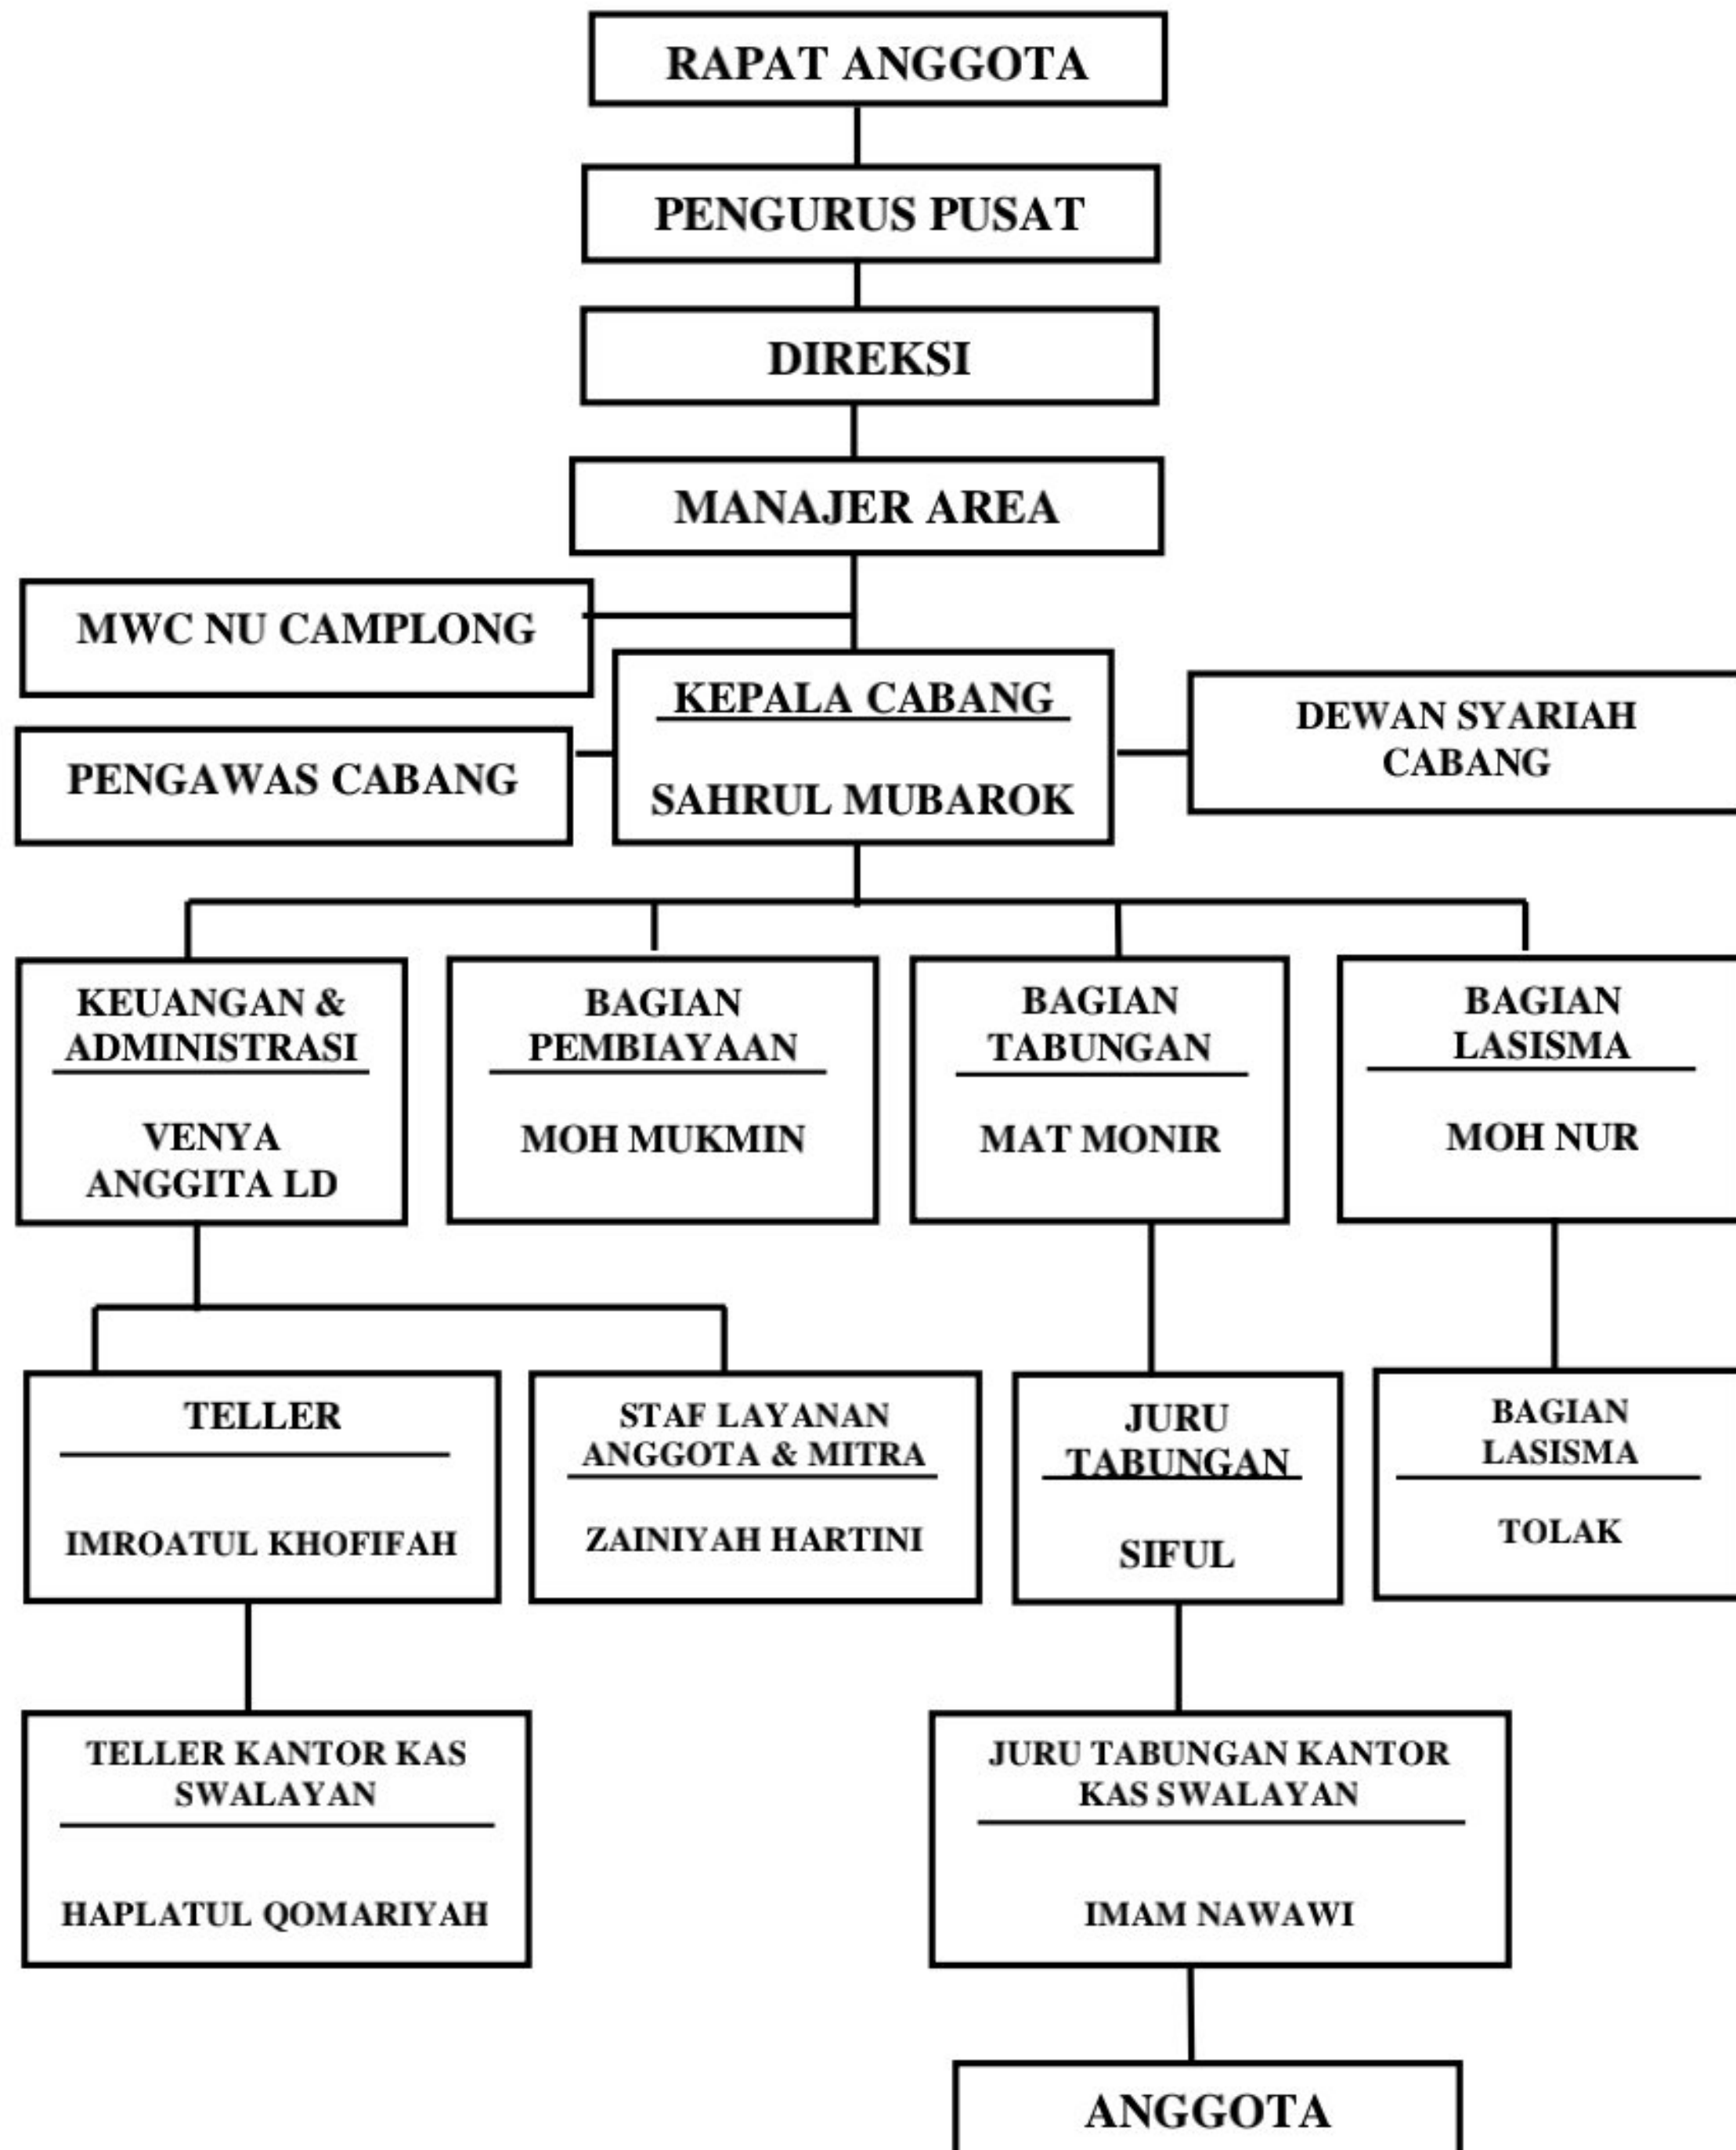 RAPAT ANGGOTA
PENGURUS PUSAT
DIREKSI
MANAJER AREA
MWC NU CAMPLONG
KEPALA CABANG
SAHRUL MUBAROK
PENGAWAS CABANG
DEWAN SYARIAH
CABANG
KEUANGAN &
ADMINISTRASI
VENYA
ANGGITA LD
BAGIAN
PEMBIAYAAN
MOH MUKMIN
BAGIAN
TABUNGAN
MAT MONIR
BAGIAN
LASISMA
MOH NUR
TELLER
IMROATUL KHOFIFAH
STAF LAYANAN
ANGGOTA & MITRA
ZAINIYAH HARTINI
JURU
TABUNGAN
SIFUL
BAGIAN
LASISMA
TOLAK
TELLER KANTOR KAS
SWALAYAN
HAPLATUL QOMARIYAH
JURU TABUNGAN KANTOR
KAS SWALAYAN
IMAM NAWAWI
ANGGOTA